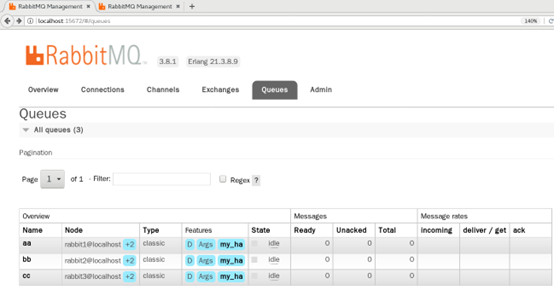 RabbitMQ Management × RabbitMQ Management × +
localhost:15672/#/queues 140%
RabbitMQ™ 3.8.1 Erlang 21.3.8.9
Overview Connections Channels Exchanges Queues Admin
Queues
All queues (3)
Pagination
Page 1 of 1 - Filter: Regex ?
Overview Messages Message rates
Name Node Type Features State Ready Unacked Total incoming deliver / get ack
aa rabbit1@localhost +2 classic D Args my_ha idle 0 0 0
bb rabbit2@localhost +2 classic D Args my_ha idle 0 0 0
cc rabbit3@localhost +2 classic D Args my_ha idle 0 0 0